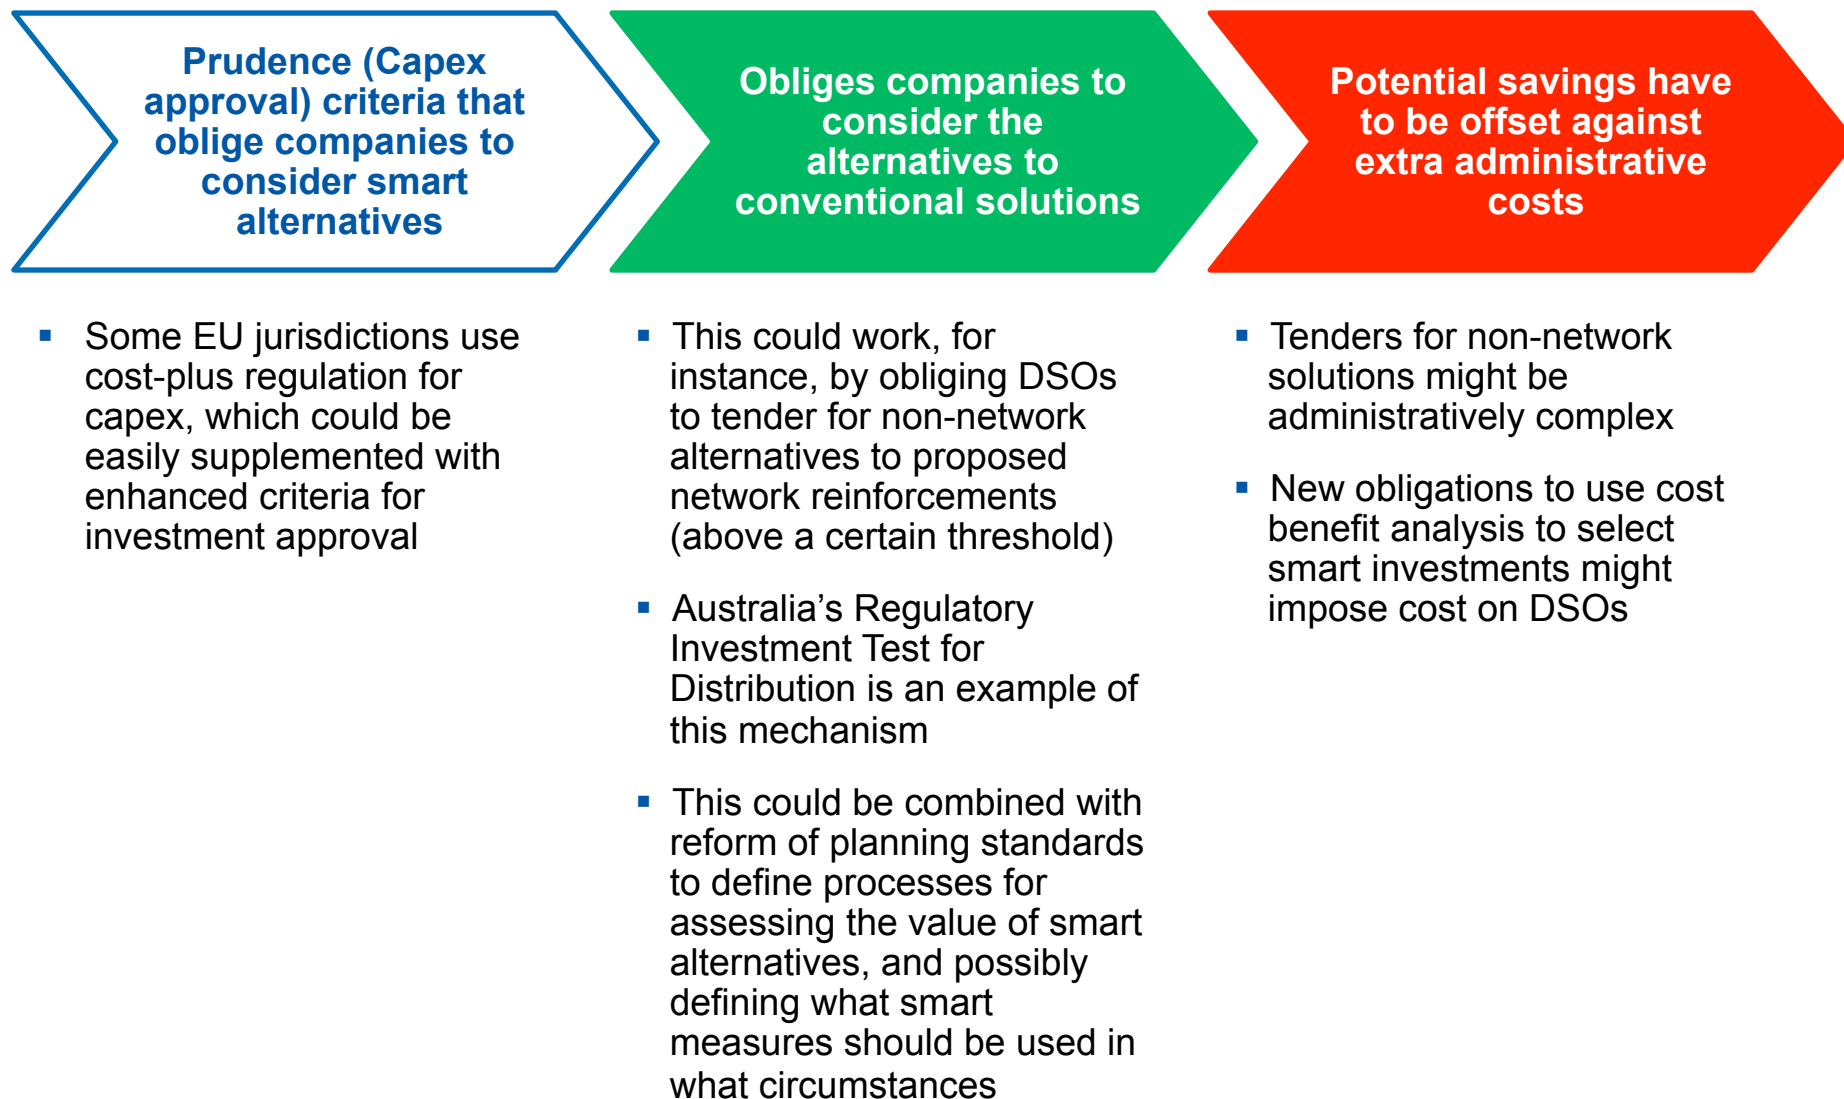 Prudence (Capex
approval) criteria that
oblige companies to
consider smart
alternatives
▪ Some EU jurisdictions use
cost-plus regulation for
capex, which could be
easily supplemented with
enhanced criteria for
investment approval
Obliges companies to
consider the
alternatives to
conventional solutions
▪ This could work, for
instance, by obliging DSOs
to tender for non-network
alternatives to proposed
network reinforcements
(above a certain threshold)
▪ Australia’s Regulatory
Investment Test for
Distribution is an example of
this mechanism
▪ This could be combined with
reform of planning standards
to define processes for
assessing the value of smart
alternatives, and possibly
defining what smart
measures should be used in
what circumstances
Potential savings have
to be offset against
extra administrative
costs
▪ Tenders for non-network
solutions might be
administratively complex
▪ New obligations to use cost
benefit analysis to select
smart investments might
impose cost on DSOs